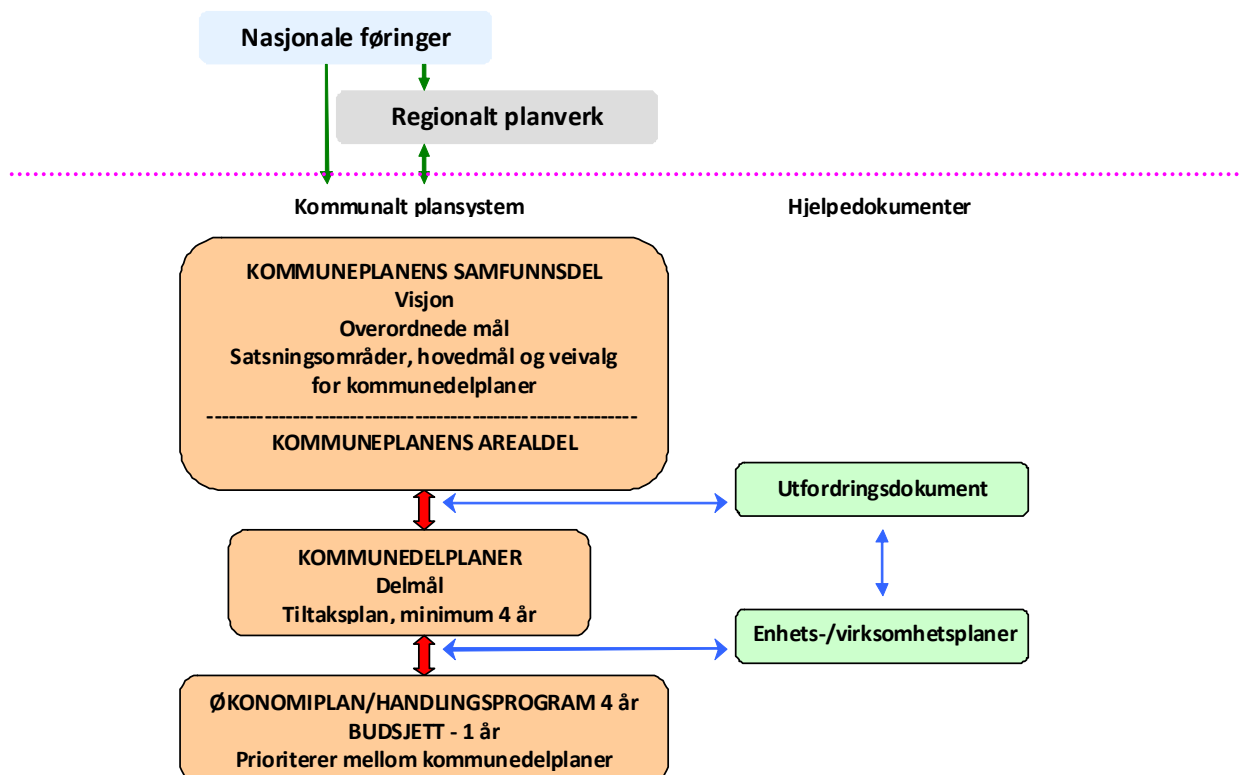 Nasjonale føringer
Regionalt planverk
Kommunalt plansystem
Hjelpedokumenter
KOMMUNEPLANENS SAMFUNNSDEL
Visjon
Overordnede mål
Satsningsområder, hovedmål og veivalg
for kommunedelplaner
KOMMUNEPLANENS AREALDEL
Utfordringsdokument
KOMMUNEDELPLANER
Delmål
Tiltaksplan, minimum 4 år
Enhets-/virksomhetsplaner
ØKONOMIPLAN/HANDLINGSPROGRAM 4 år
BUDSJETT - 1 år
Prioriterer mellom kommunedelplaner